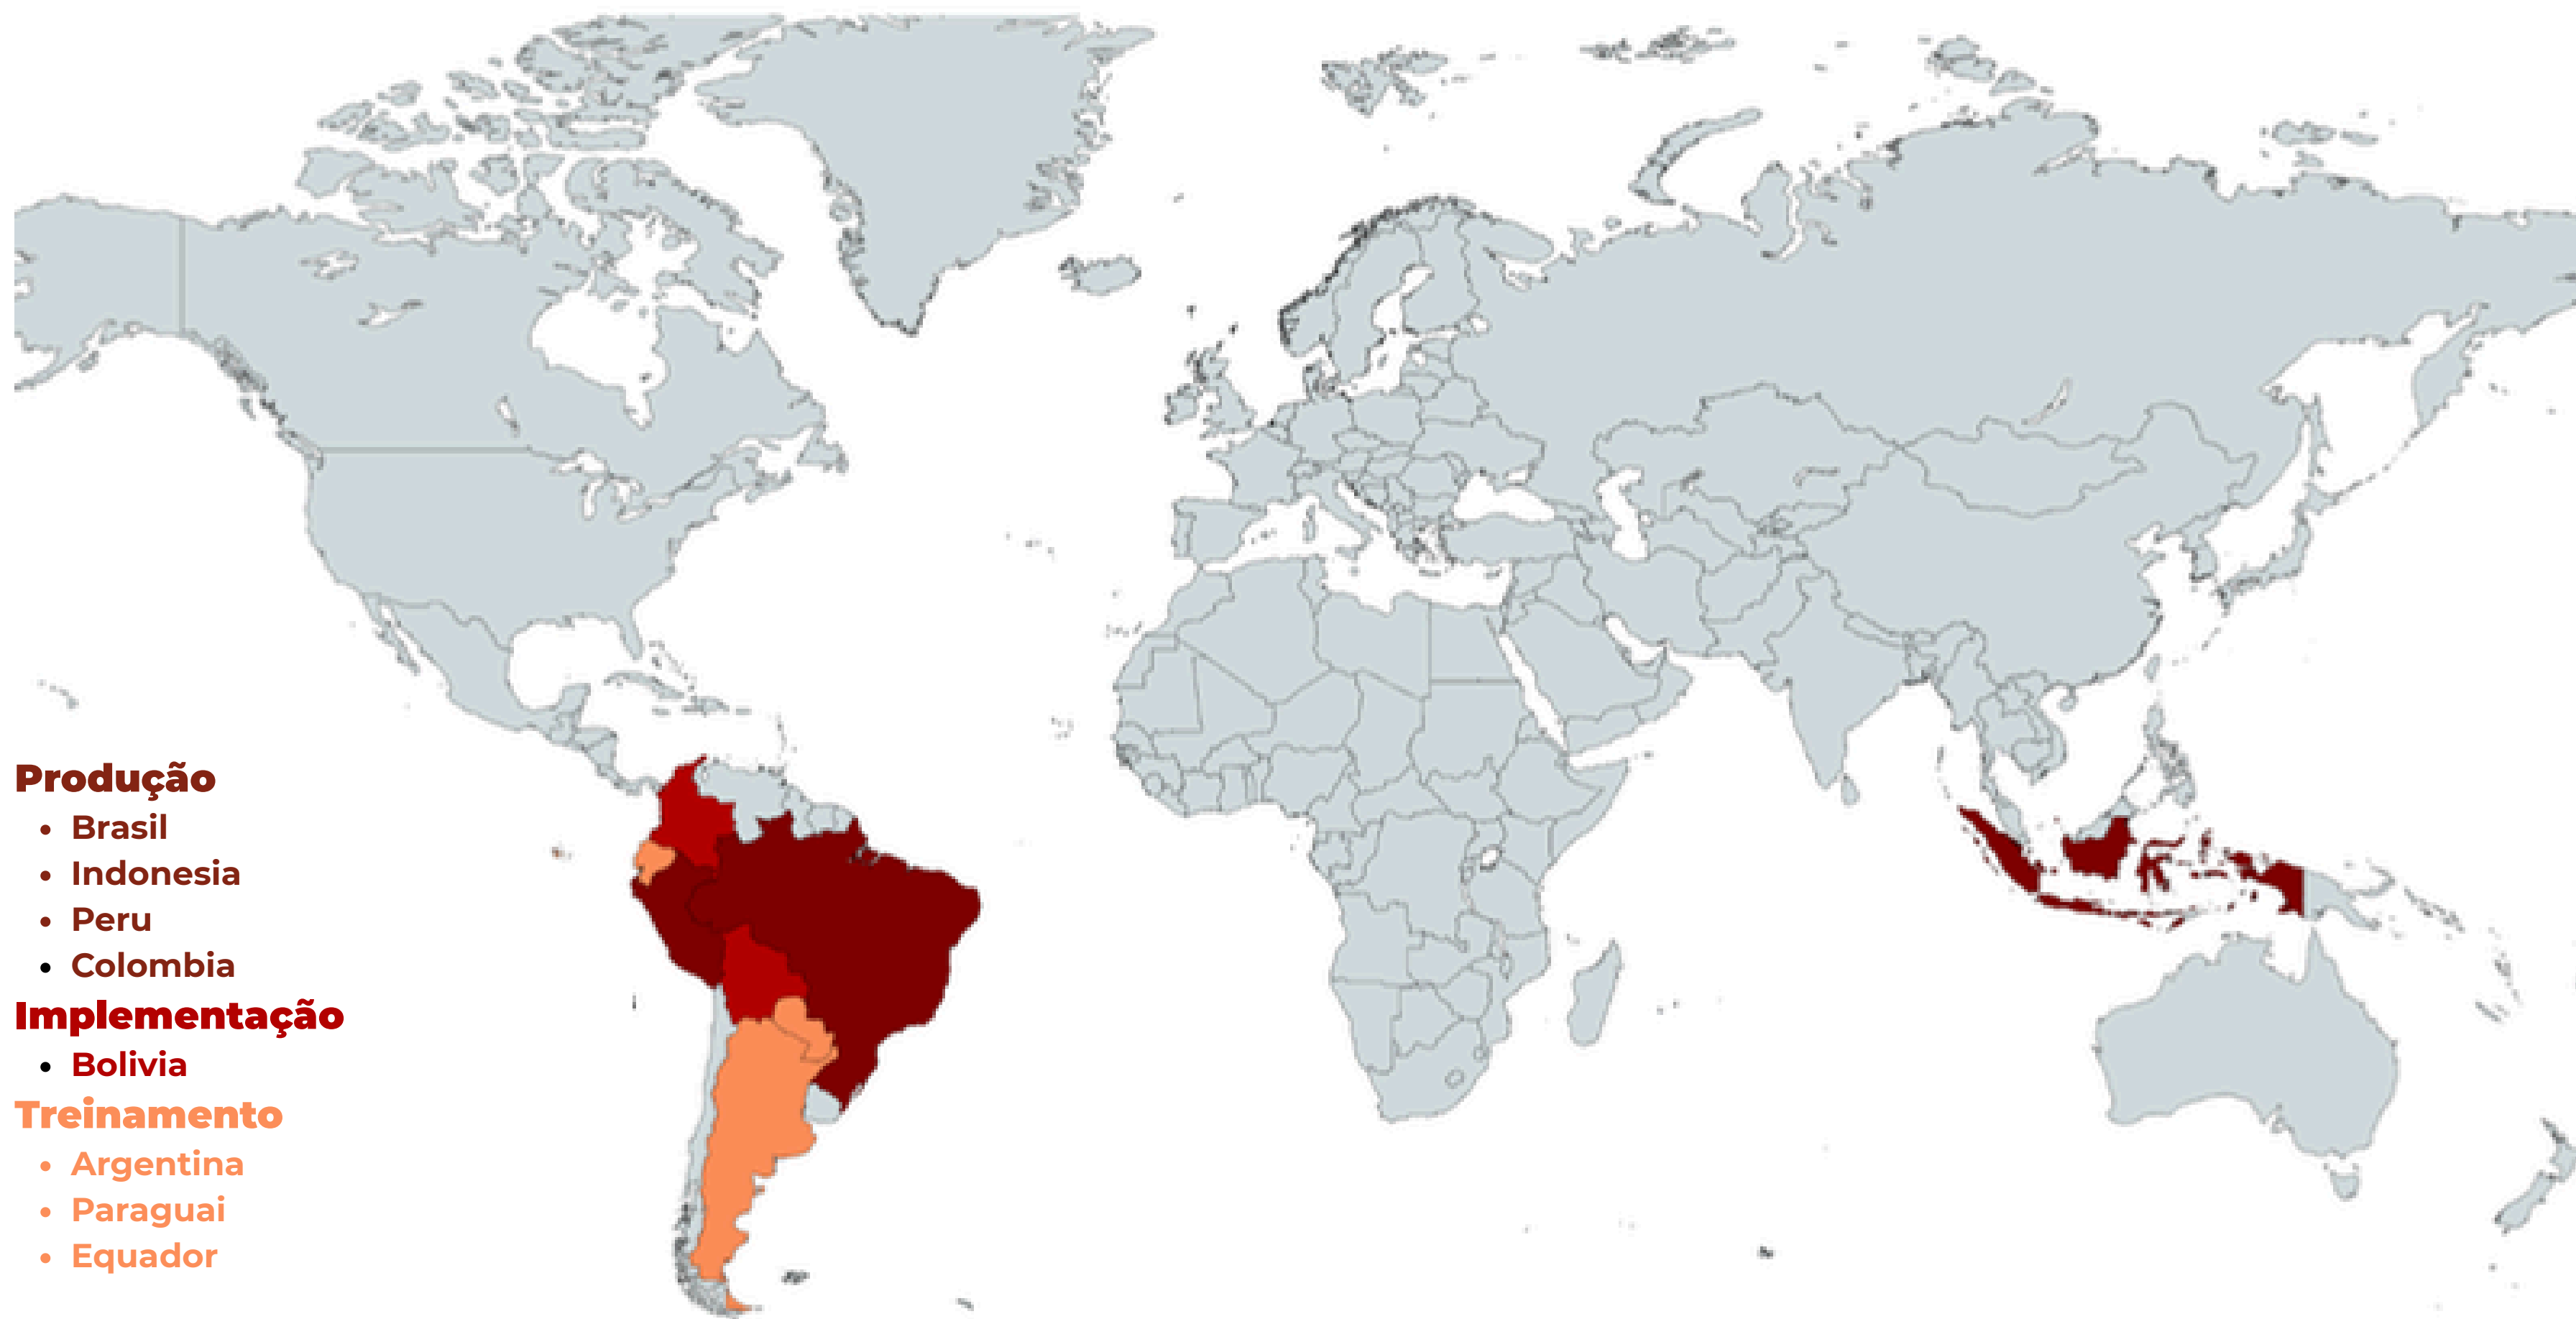 Produção
• Brasil
• Indonesia
• Peru
• Colombia
Implementação
• Bolivia
Treinamento
• Argentina
• Paraguai
• Equador